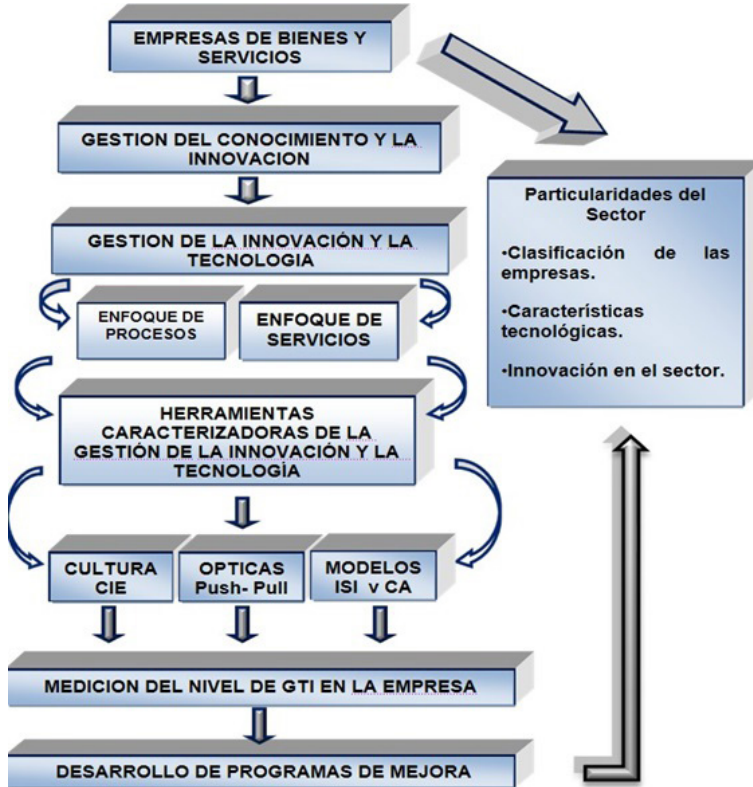 EMPRESAS DE BIENES Y
SERVICIOS
GESTION DEL CONOCIMIENTO Y LA
INNOVACION
GESTION DE LA INNOVACIÓN Y LA
TECNOLOGIA
ENFOQUE DE
PROCESOS
ENFOQUE DE
SERVICIOS
HERRAMIENTAS
CARACTERIZADORAS DE LA
GESTIÓN DE LA INNOVACIÓN Y LA
TECNOLOGÍA
CULTURA
CIE
OPTICAS
Push- Pull
MODELOS
ISI v CA
MEDICION DEL NIVEL DE GTI EN LA EMPRESA
DESARROLLO DE PROGRAMAS DE MEJORA
Particularidades del
Sector
•Clasificación de las
empresas.
•Características
tecnológicas.
•Innovación en el sector.